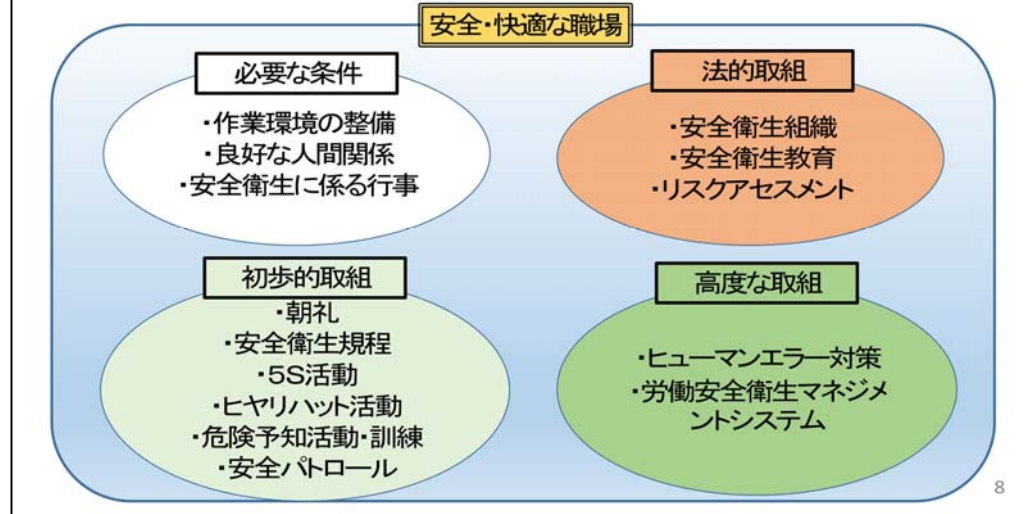 安全・快適な職場
必要な条件
・作業環境の整備
・良好な人間関係
・安全衛生に係る行事
法的取組
・安全衛生組織
・安全衛生教育
・リスクアセスメント
初歩的取組
・朝礼
・安全衛生規程
・5S活動
・ヒヤリハット活動
・危険予知活動・訓練
・安全パトロール
高度な取組
・ヒューマンエラー対策
・労働安全衛生マネジメ
ントシステム
8